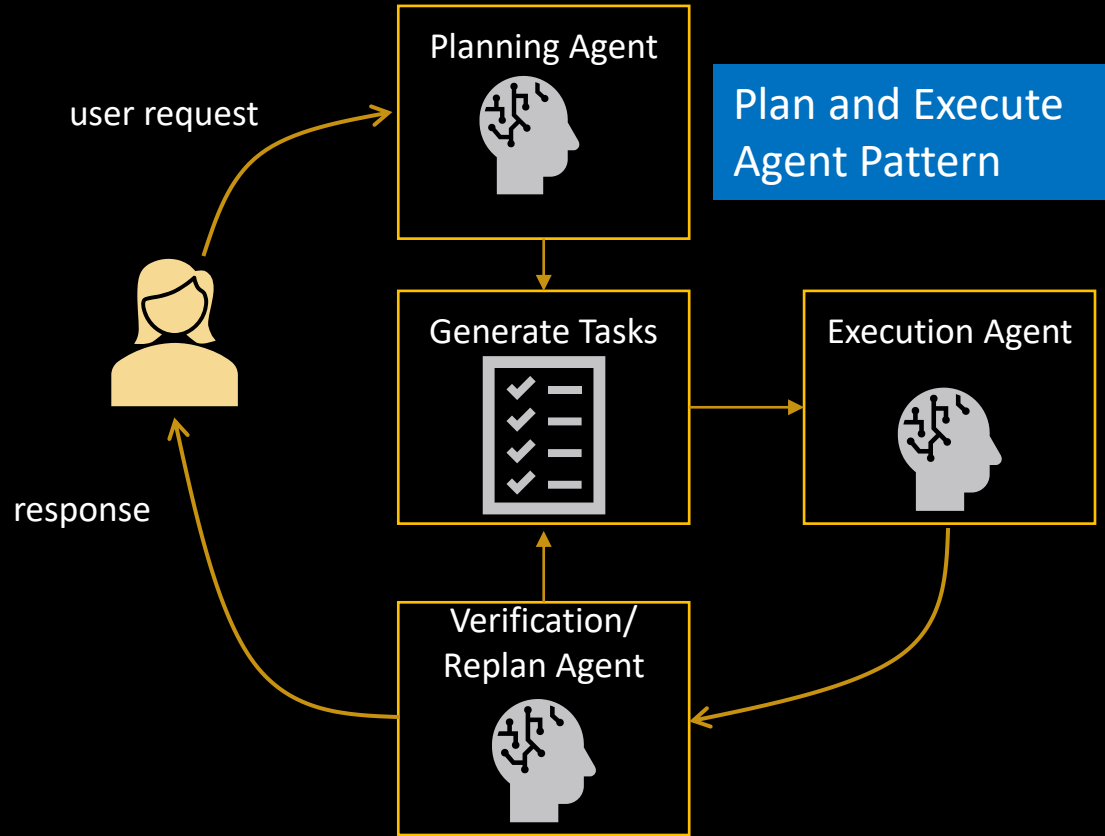 Planning Agent
user request
Plan and Execute
Agent Pattern
Generate Tasks
Execution Agent
response
Verification/
Replan Agent